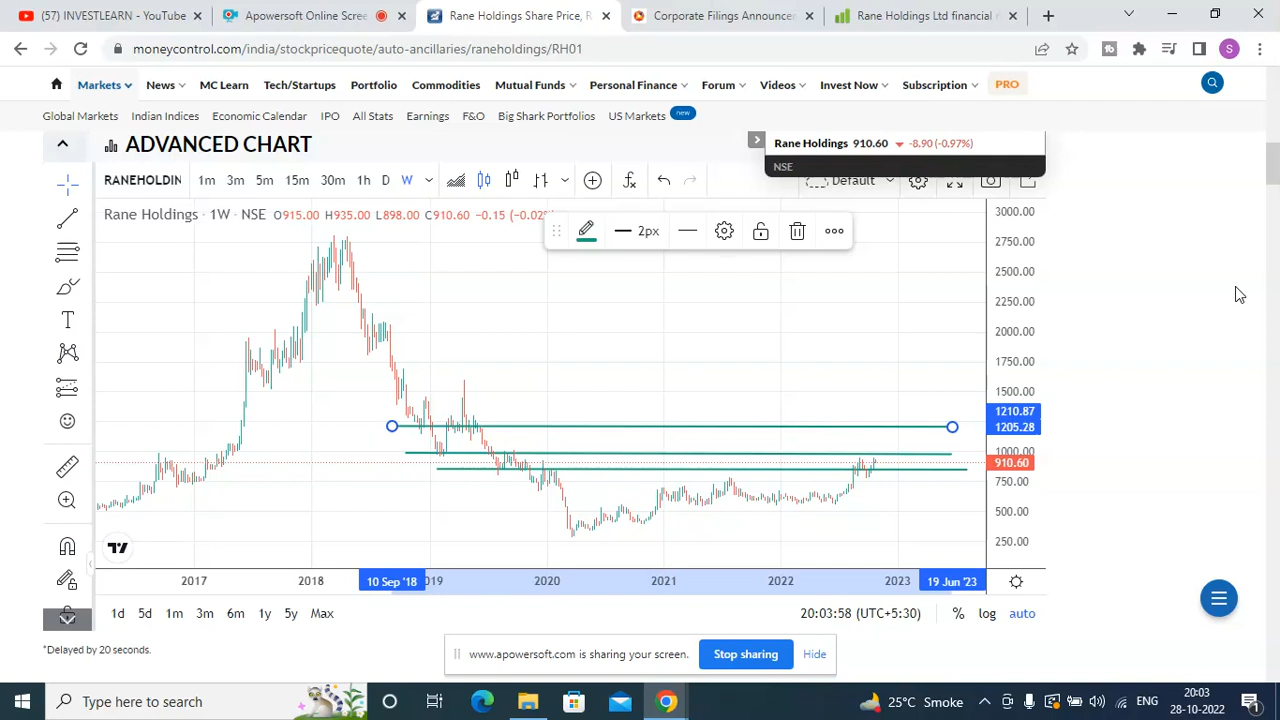 (57) INVESTLEARN - YouTube
Apowersoft Online Scree
Rane Holdings Share Price, R
Corporate Filings Announcem
Rane Holdings Ltd financial r
moneycontrol.com/india/stockpricequote/auto-ancillaries/raneholdings/RH01
S
Markets
News
MC Learn
Tech/Startups
Portfolio
Commodities
Mutual Funds
Personal Finance
Forum
Videos
Invest Now
Subscription
PRO
Global Markets
Indian Indices
Economic Calendar
IPO
All Stats
Earnings
F&O
Big Shark Portfolios
US Markets
new
ADVANCED CHART
Rane Holdings 910.60 -8.90 (-0.97%)
NSE
RANEHOLDIN
1m 3m 5m 15m 30m 1h D W
Default
Rane Holdings · 1W · NSE O915.00 H935.00 L898.00 C910.60 −0.15 (−0.02%
2px
3000.00
2750.00
2500.00
2250.00
2000.00
1750.00
1500.00
1210.87
1205.28
1000.00
910.60
750.00
500.00
250.00
2017
2018
10 Sep '18
2019
2020
2021
2022
2023
19 Jun '23
1d 5d 1m 3m 6m 1y 5y Max
20:03:58 (UTC+5:30)
% log auto
*Delayed by 20 seconds.
www.apowersoft.com is sharing your screen.
Stop sharing
Hide
Type here to search
25°C Smoke
ENG
20:03
28-10-2022
1